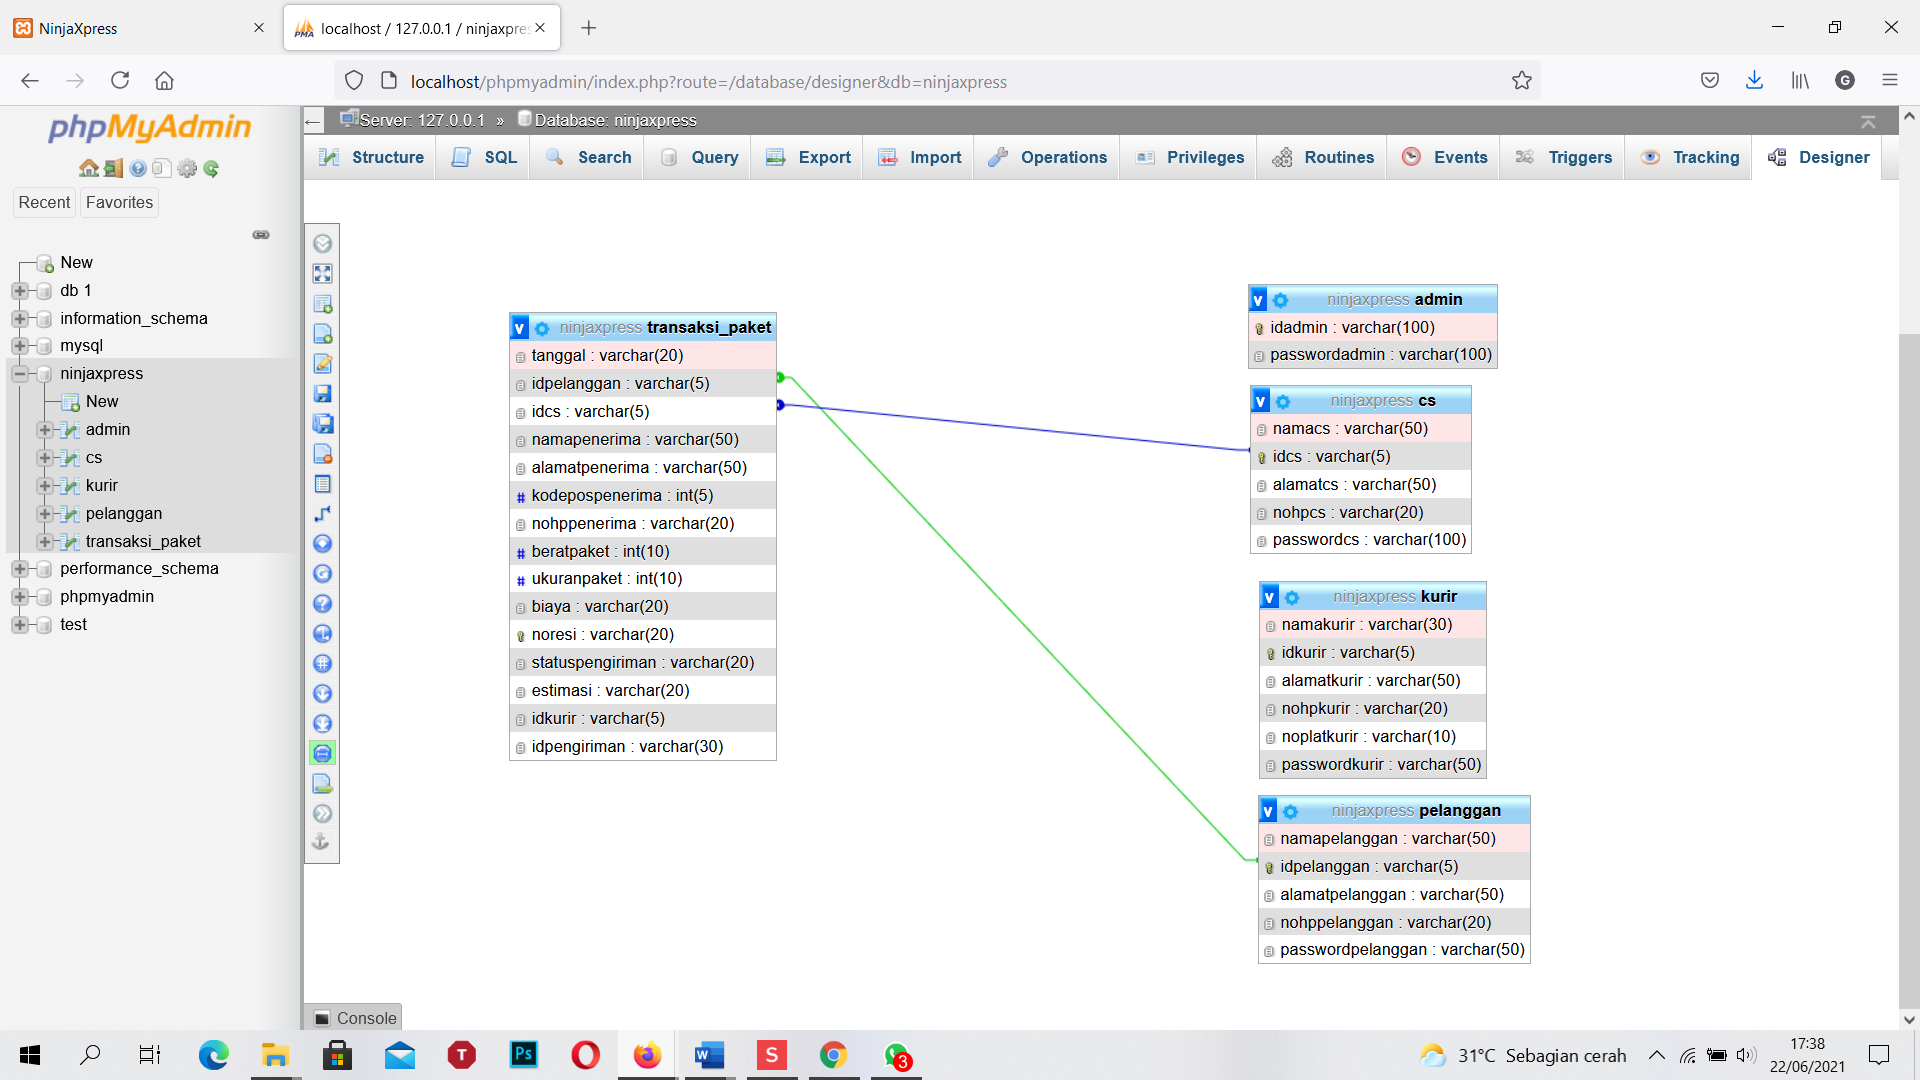 NinjaXpress
localhost / 127.0.0.1 / ninjaxpres
localhost/phpmyadmin/index.php?route=/database/designer&db=ninjaxpress
G
phpMyAdmin
Recent
Favorites
New
db 1
information_schema
mysql
ninjaxpress
New
admin
cs
kurir
pelanggan
transaksi_paket
performance_schema
phpmyadmin
test
Server: 127.0.0.1 » Database: ninjaxpress
Structure
SQL
Search
Query
Export
Import
Operations
Privileges
Routines
Events
Triggers
Tracking
Designer
v ninjaxpress transaksi_paket
tanggal : varchar(20)
idpelanggan : varchar(5)
idcs : varchar(5)
namapenerima : varchar(50)
alamatpenerima : varchar(50)
# kodepospenerima : int(5)
nohppenerima : varchar(20)
# beratpaket : int(10)
# ukuranpaket : int(10)
biaya : varchar(20)
noresi : varchar(20)
statuspengiriman : varchar(20)
estimasi : varchar(20)
idkurir : varchar(5)
idpengiriman : varchar(30)
v ninjaxpress admin
idadmin : varchar(100)
passwordadmin : varchar(100)
v ninjaxpress cs
namacs : varchar(50)
idcs : varchar(5)
alamatcs : varchar(50)
nohpcs : varchar(20)
passwordcs : varchar(100)
v ninjaxpress kurir
namakurir : varchar(30)
idkurir : varchar(5)
alamatkurir : varchar(50)
nohpkurir : varchar(20)
noplatkurir : varchar(10)
passwordkurir : varchar(50)
v ninjaxpress pelanggan
namapelanggan : varchar(50)
idpelanggan : varchar(5)
alamatpelanggan : varchar(50)
nohppelanggan : varchar(20)
passwordpelanggan : varchar(50)
Console
T
Ps
W
S
3
31°C Sebagian cerah
17:38
22/06/2021